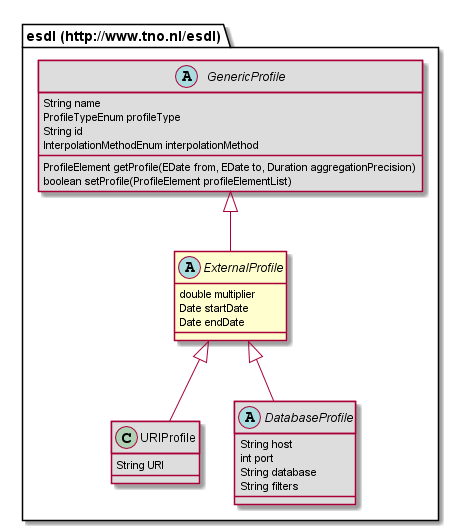 esdl (http://www.tno.nl/esdl)
A GenericProfile
String name
ProfileTypeEnum profileType
String id
InterpolationMethodEnum interpolationMethod
ProfileElement getProfile(EDate from, EDate to, Duration aggregationPrecision)
boolean setProfile(ProfileElement profileElementList)
A ExternalProfile
double multiplier
Date startDate
Date endDate
C URIProfile
String URI
A DatabaseProfile
String host
int port
String database
String filters